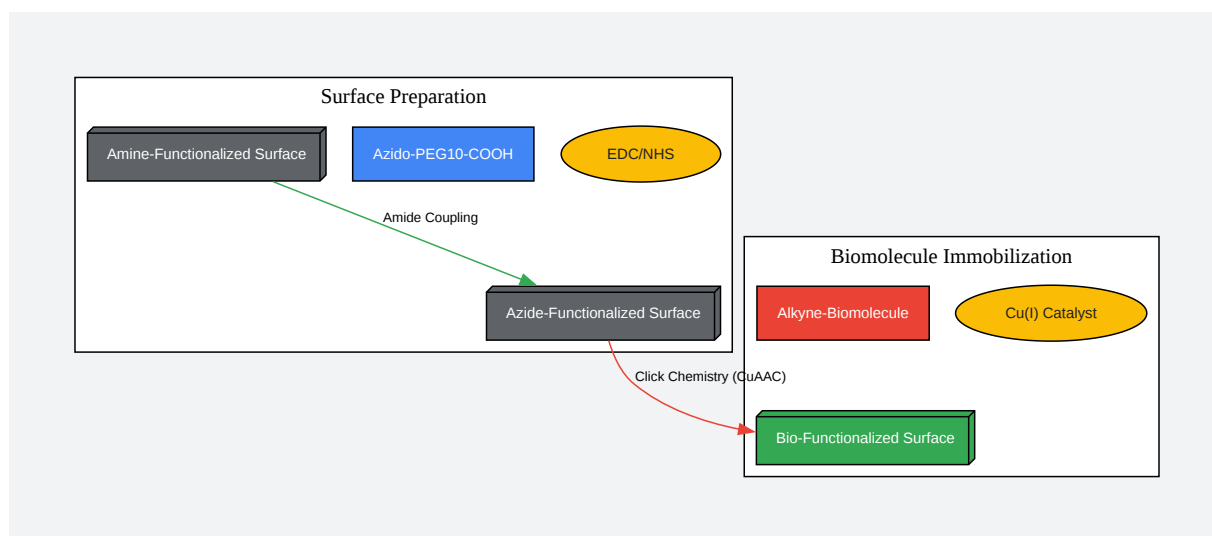 Surface Preparation
Amine-Functionalized Surface
Azido-PEG10-COOH
EDC/NHS
Amide Coupling
Azide-Functionalized Surface
Biomolecule Immobilization
Alkyne-Biomolecule
Cu(I) Catalyst
Click Chemistry (CuAAC)
Bio-Functionalized Surface